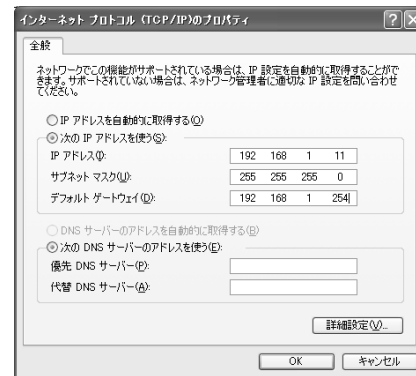 インターネット プロトコル (TCP/IP)のプロパティ
全般
ネットワークでこの機能がサポートされている場合は、IP 設定を自動的に取得することがで
きます。サポートされていない場合は、ネットワーク管理者に適切な IP 設定を問い合わせ
てください。
IP アドレスを自動的に取得する(O)
次の IP アドレスを使う(S):
IP アドレス(I): 192 168 1 11
サブネット マスク(U): 255 255 255 0
デフォルト ゲートウェイ(D): 192 168 1 254
DNS サーバーのアドレスを自動的に取得する(B)
次の DNS サーバーのアドレスを使う(E):
優先 DNS サーバー(P):
代替 DNS サーバー(A):
詳細設定(V)...
OK キャンセル